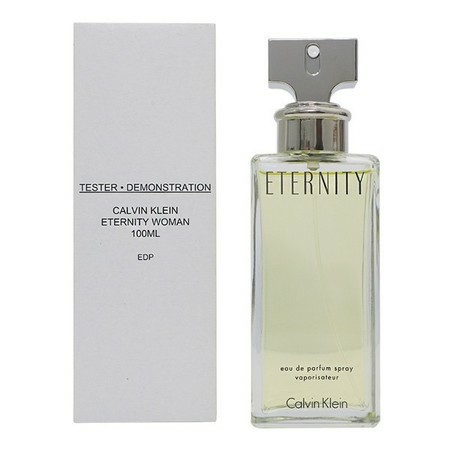 TESTER • DEMONSTRATION
CALVIN KLEIN
ETERNITY WOMAN
100ML
EDP
ETERNITY
eau de parfum spray
vaporisateur
Calvin Klein